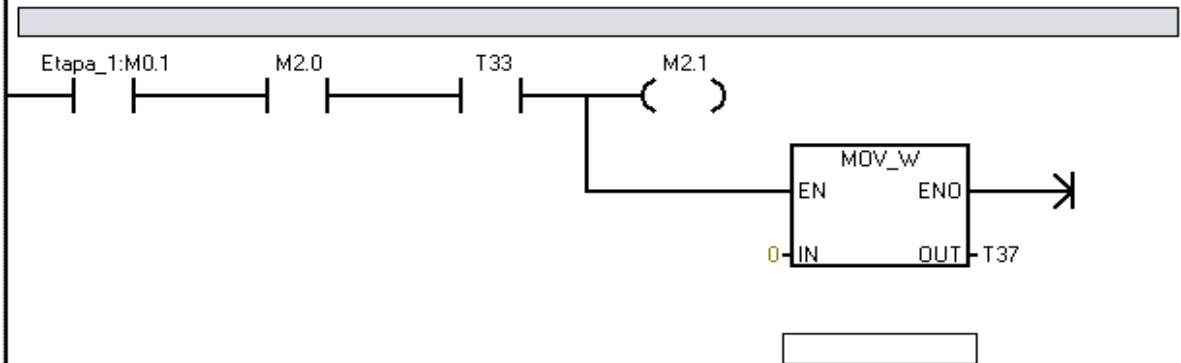 Etapa_1:M0.1 M2.0 T33 M2.1
MOV_W
EN ENO
0 IN OUT T37